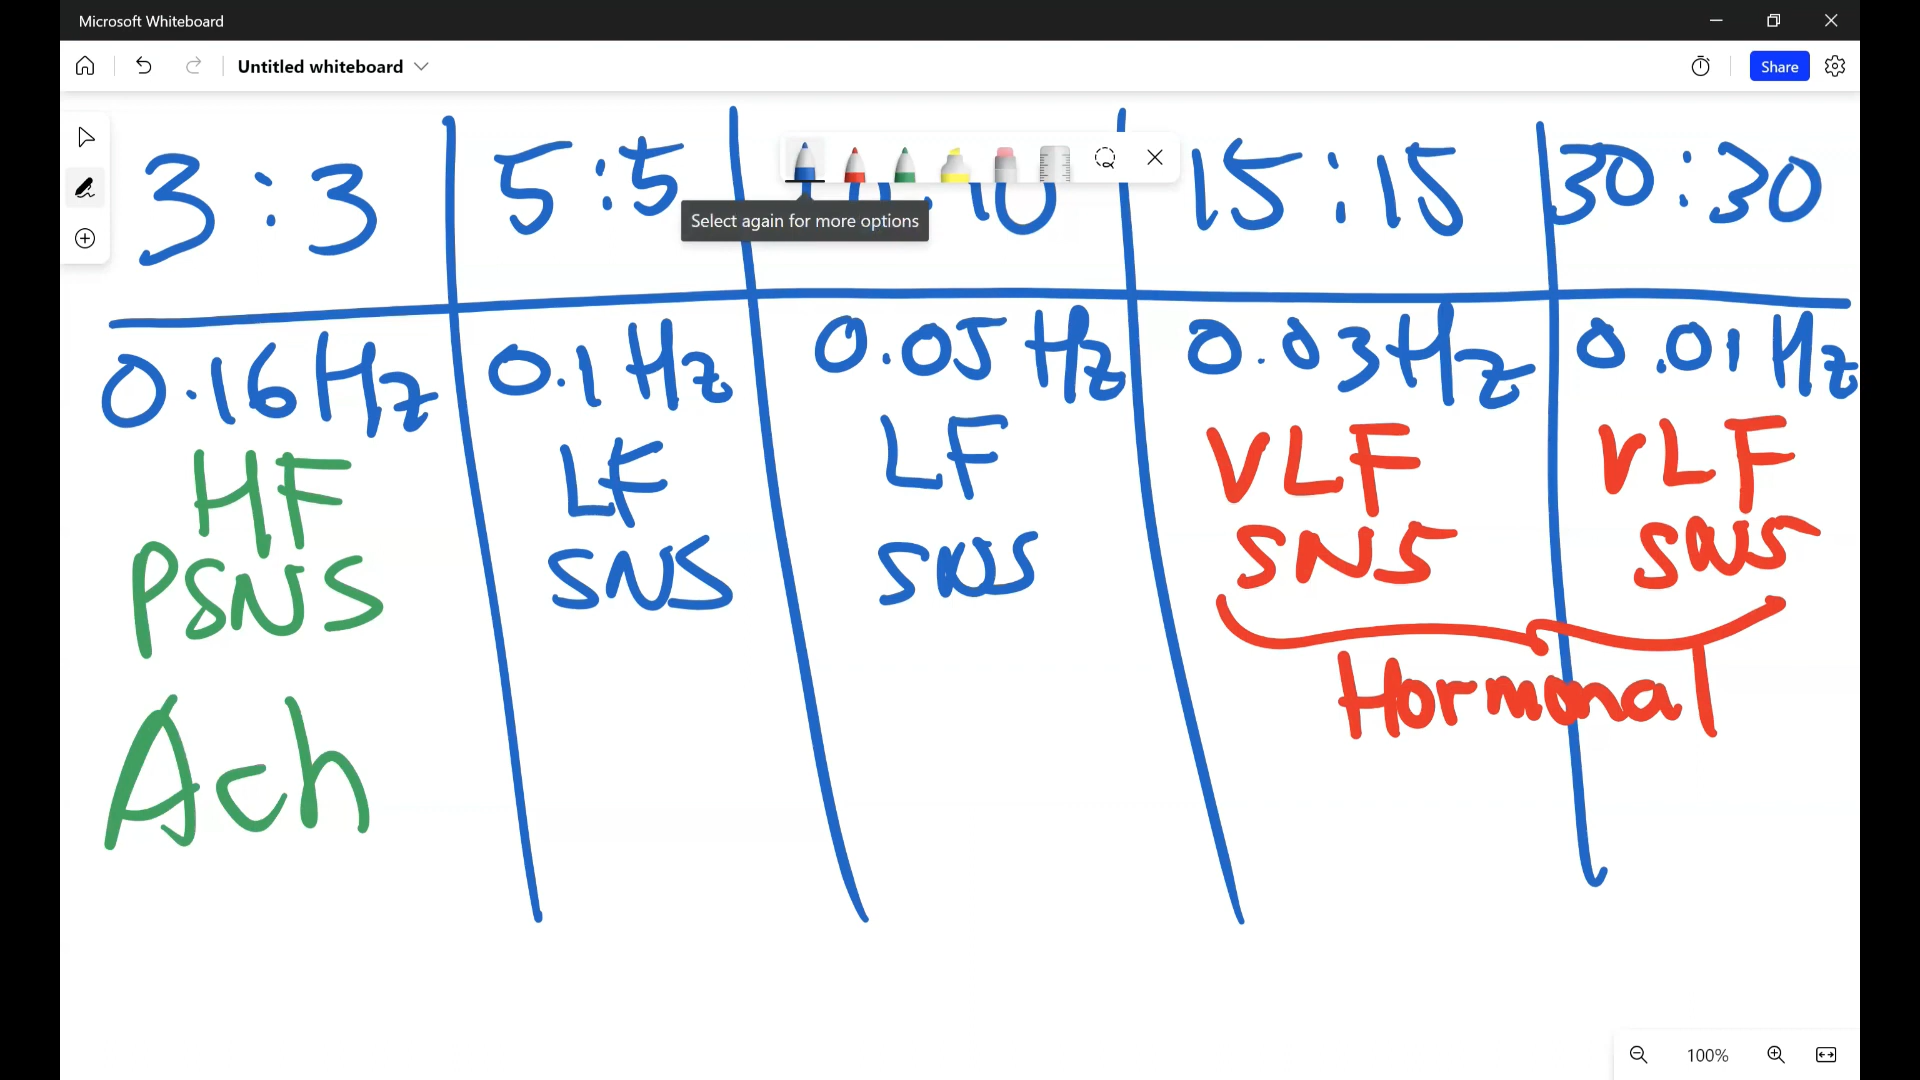 Microsoft Whiteboard
Untitled whiteboard
Share
3:3
5:5
:10
15:15
30:30
Select again for more options
0.16 Hz
0.1 Hz
0.05 Hz
0.03 Hz
0.01 Hz
HF
LF
LF
VLF
VLF
PSNS
SNS
SNS
SNS
SNS
Hormonal
Ach
100%